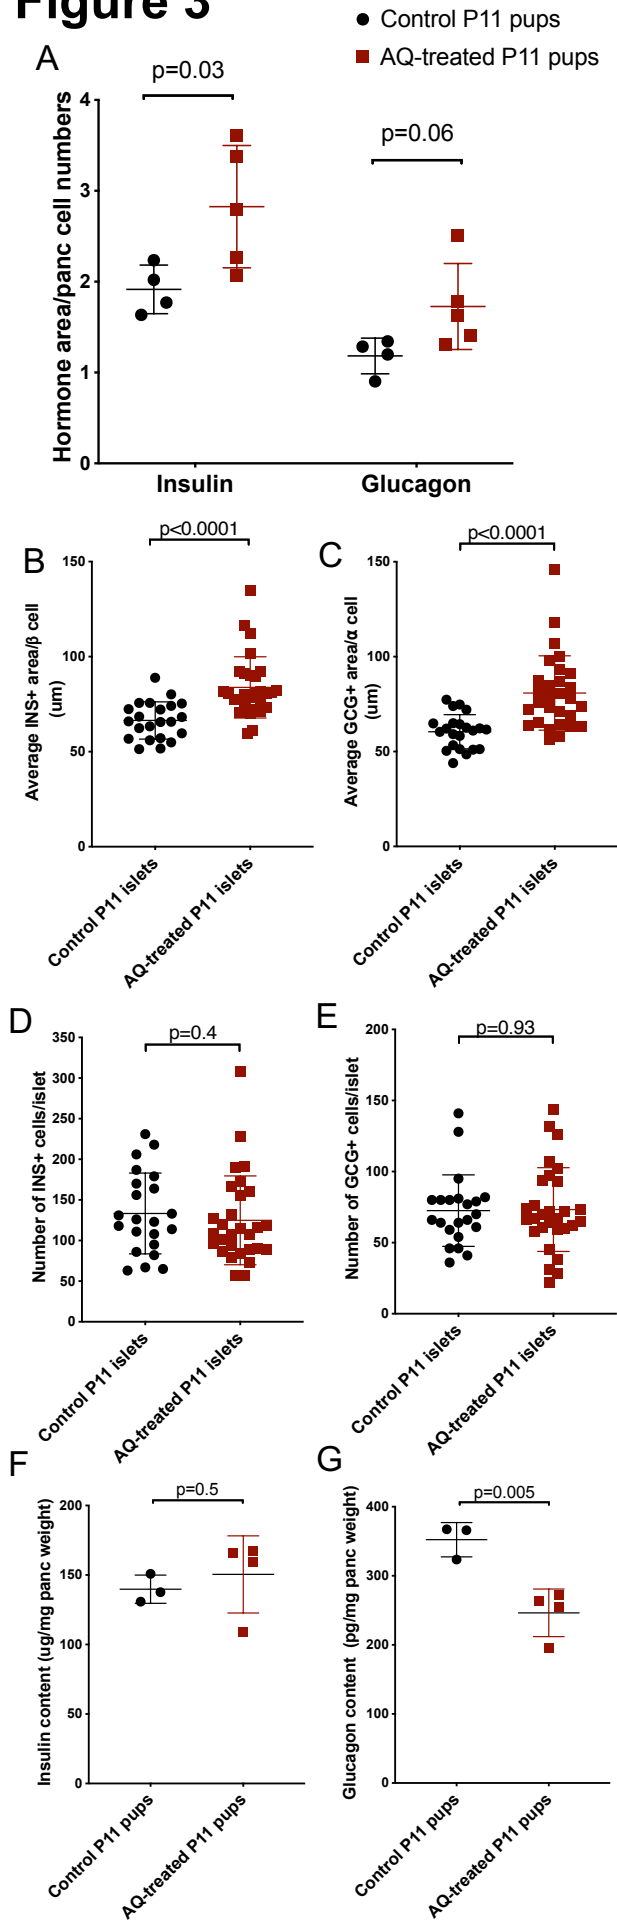 Figure 3
Control P11 pups
AQ-treated P11 pups
A
p=0.03
p=0.06
Hormone area/panc cell numbers
4
3
2
1
0
Insulin
Glucagon
B
p<0.0001
Average INS+ area/β cell
(um)
150
100
50
0
Control P11 islets
AQ-treated P11 islets
C
p<0.0001
Average GCG+ area/α cell
(um)
150
100
50
0
Control P11 islets
AQ-treated P11 islets
D
p=0.4
Number of INS+ cells/islet
350
300
250
200
150
100
50
0
Control P11 islets
AQ-treated P11 islets
E
p=0.93
Number of GCG+ cells/islet
200
150
100
50
0
Control P11 islets
AQ-treated P11 islets
F
p=0.5
Insulin content (ug/mg panc weight)
200
150
100
50
0
Control P11 pups
AQ-treated P11 pups
G
p=0.005
Glucagon content (pg/mg panc weight)
400
300
200
100
0
Control P11 pups
AQ-treated P11 pups